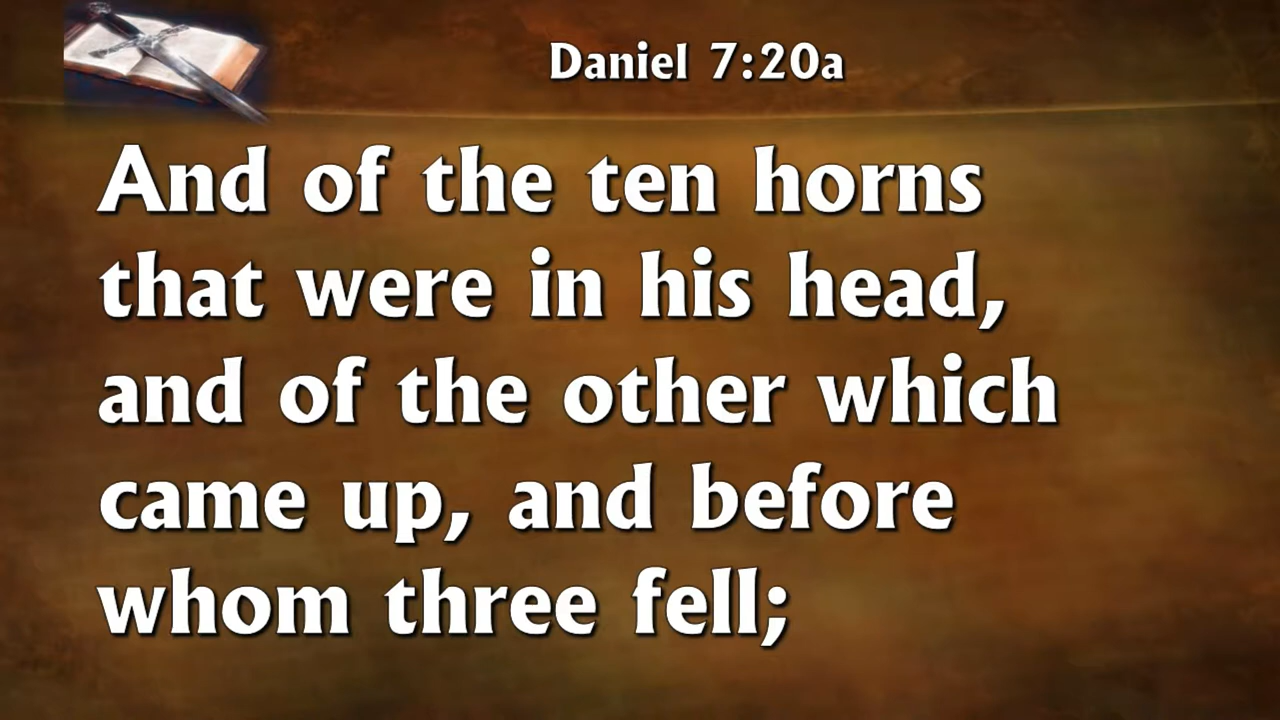 Daniel 7:20a
And of the ten horns
that were in his head,
and of the other which
came up, and before
whom three fell;